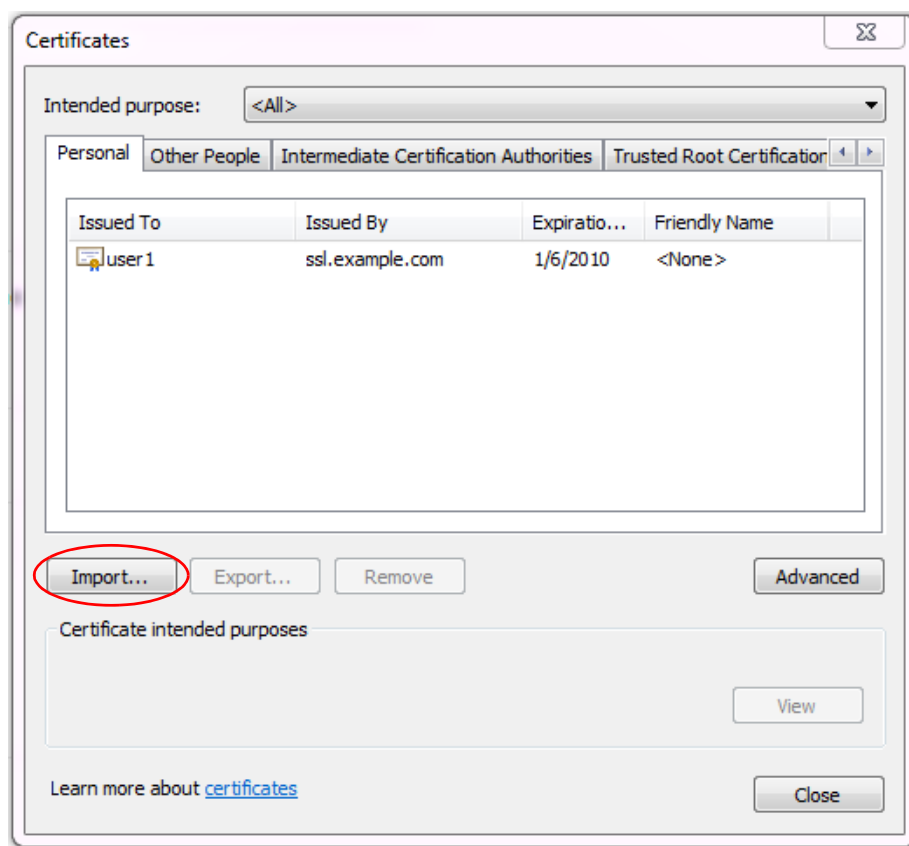 Certificates
Intended purpose: <All>
Personal Other People Intermediate Certification Authorities Trusted Root Certification
Issued To Issued By Expiratio... Friendly Name
user1 ssl.example.com 1/6/2010 <None>
Import... Export... Remove Advanced
Certificate intended purposes
View
Learn more about certificates
Close